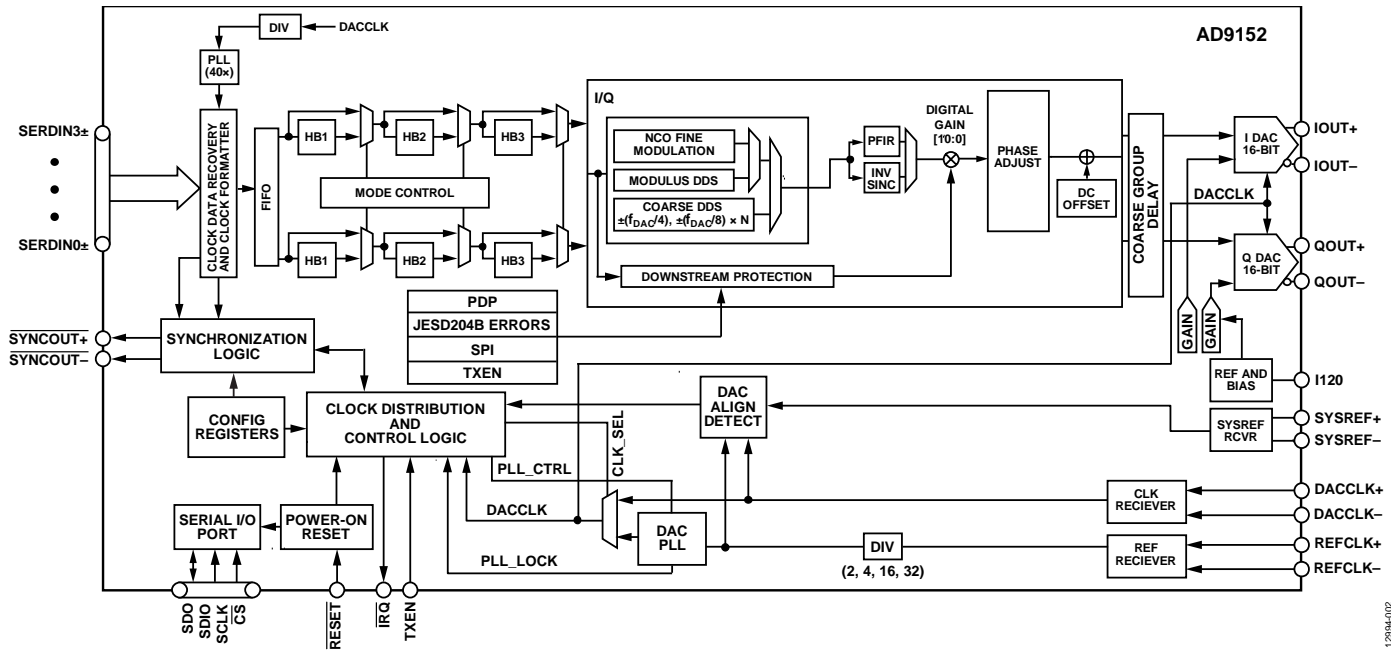 AD9152
DIV
DACCLK
PLL
(40×)
SERDIN3±
SERDIN0±
CLOCK DATA RECOVERY
AND CLOCK FORMATTER
FIFO
HB1
HB2
HB3
MODE CONTROL
HB1
HB2
HB3
I/Q
NCO FINE
MODULATION
MODULUS DDS
COARSE DDS
±(fDAC/4), ±(fDAC/8) × N
PFIR
INV
SINC
DIGITAL
GAIN
[10:0]
PHASE
ADJUST
DC
OFFSET
DOWNSTREAM PROTECTION
COARSE GROUP
DELAY
I DAC
16-BIT
DACCLK
Q DAC
16-BIT
IOUT+
IOUT–
QOUT+
QOUT–
GAIN
GAIN
REF AND
BIAS
I120
PDP
JESD204B ERRORS
SPI
TXEN
SYNCOUT+
SYNCOUT–
SYNCHRONIZATION
LOGIC
CONFIG
REGISTERS
CLOCK DISTRIBUTION
AND
CONTROL LOGIC
CLK_SEL
DAC
ALIGN
DETECT
SYSREF
RCVR
SYSREF+
SYSREF–
PLL_CTRL
DACCLK
PLL_LOCK
DAC
PLL
DIV
(2, 4, 16, 32)
CLK
RECIEVER
REF
RECIEVER
DACCLK+
DACCLK–
REFCLK+
REFCLK–
SERIAL I/O
PORT
POWER-ON
RESET
SDO
SDIO
SCLK
CS
RESET
IRQ
TXEN
12994-002